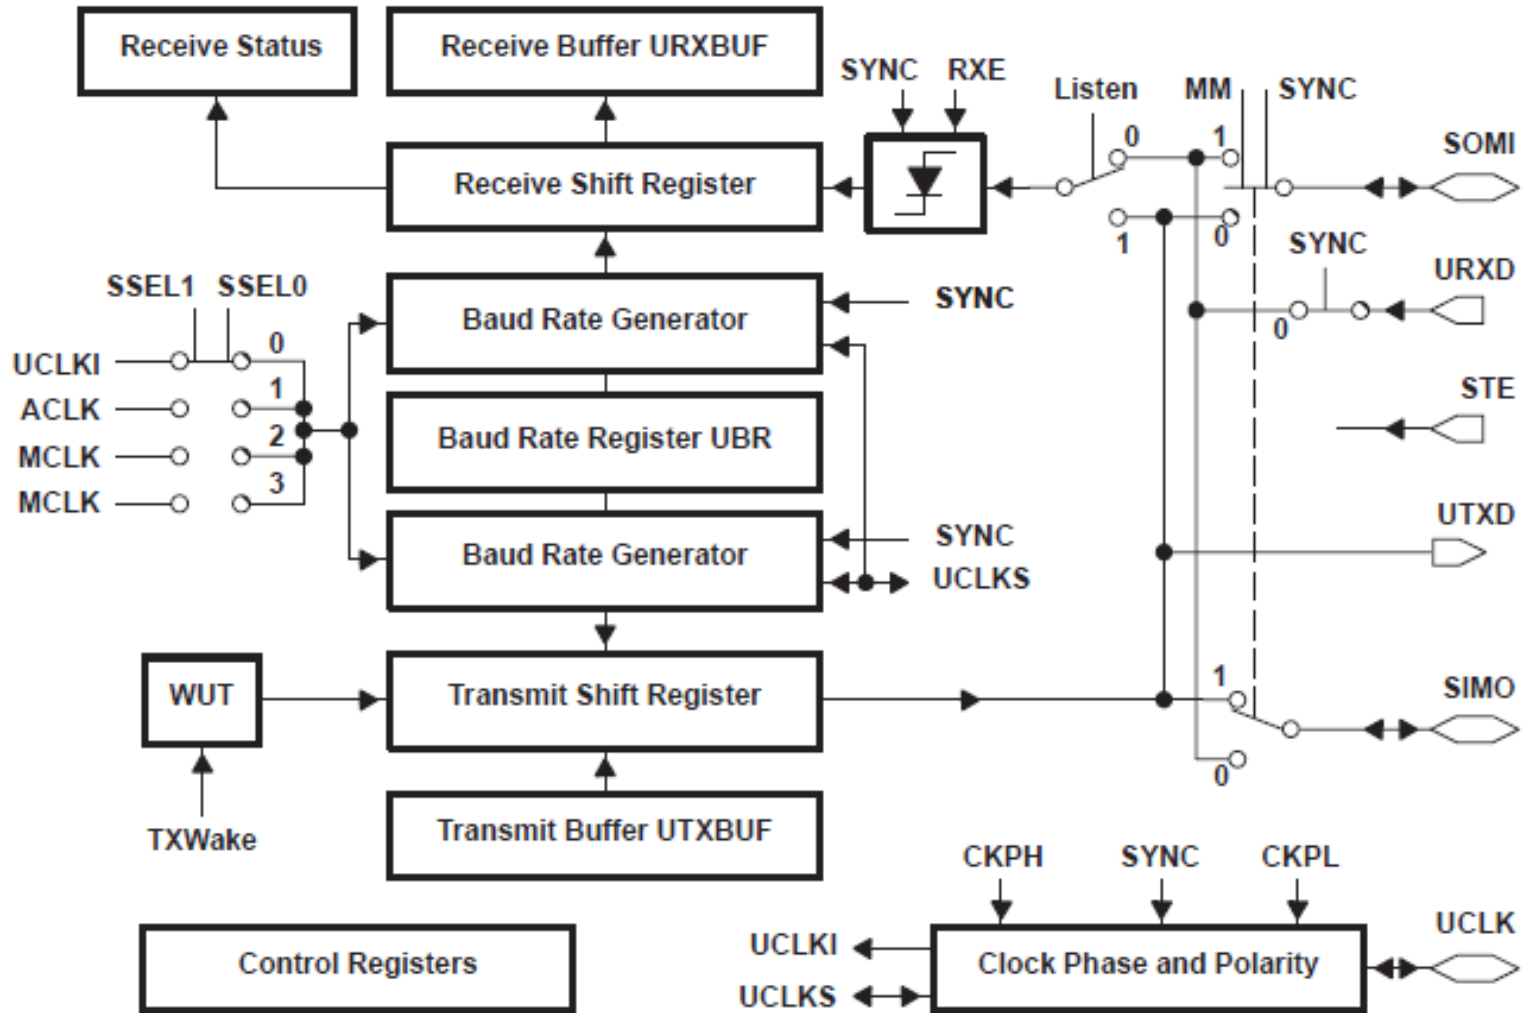 Receive Status
Receive Buffer URXBUF
SYNC RXE
Listen
MM SYNC
SOMI
0
1
Receive Shift Register
1
0
SYNC
URXD
0
SSEL1 SSEL0
Baud Rate Generator
SYNC
UCLKI
0
ACLK
1
MCLK
2
MCLK
3
Baud Rate Register UBR
STE
UTXD
Baud Rate Generator
SYNC
UCLKS
WUT
Transmit Shift Register
1
SIMO
0
TXWake
Transmit Buffer UTXBUF
CKPH SYNC CKPL
Control Registers
UCLKI
UCLKS
Clock Phase and Polarity
UCLK